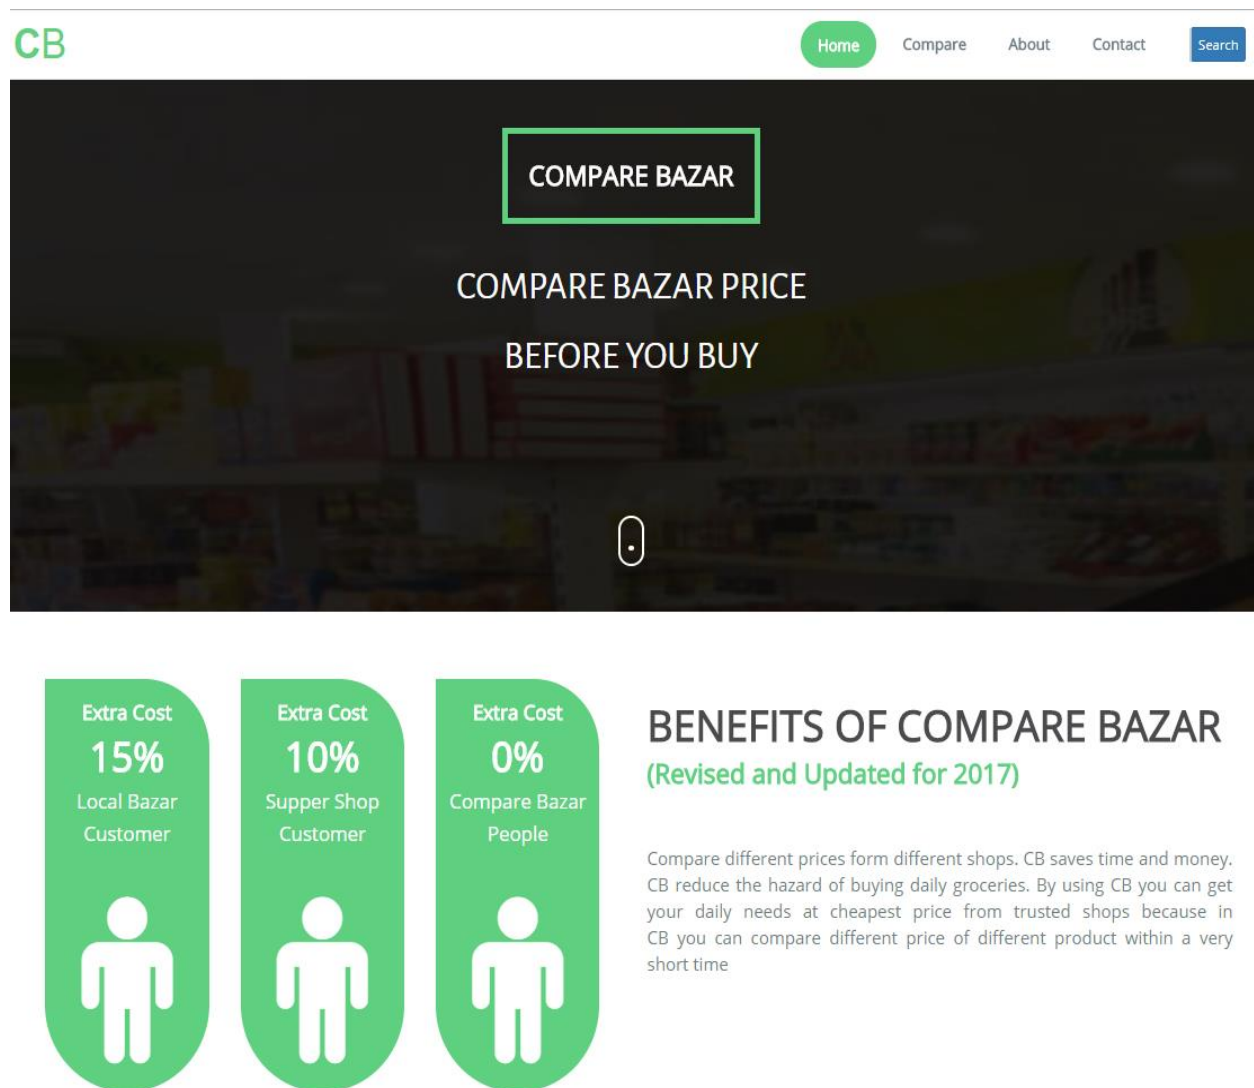 CB
Home Compare About Contact Search
COMPARE BAZAR
COMPARE BAZAR PRICE
BEFORE YOU BUY
Extra Cost
15%
Local Bazar
Customer
Extra Cost
10%
Supper Shop
Customer
Extra Cost
0%
Compare Bazar
People
BENEFITS OF COMPARE BAZAR
(Revised and Updated for 2017)
Compare different prices form different shops. CB saves time and money.
CB reduce the hazard of buying daily groceries. By using CB you can get
your daily needs at cheapest price from trusted shops because in
CB you can compare different price of different product within a very
short time